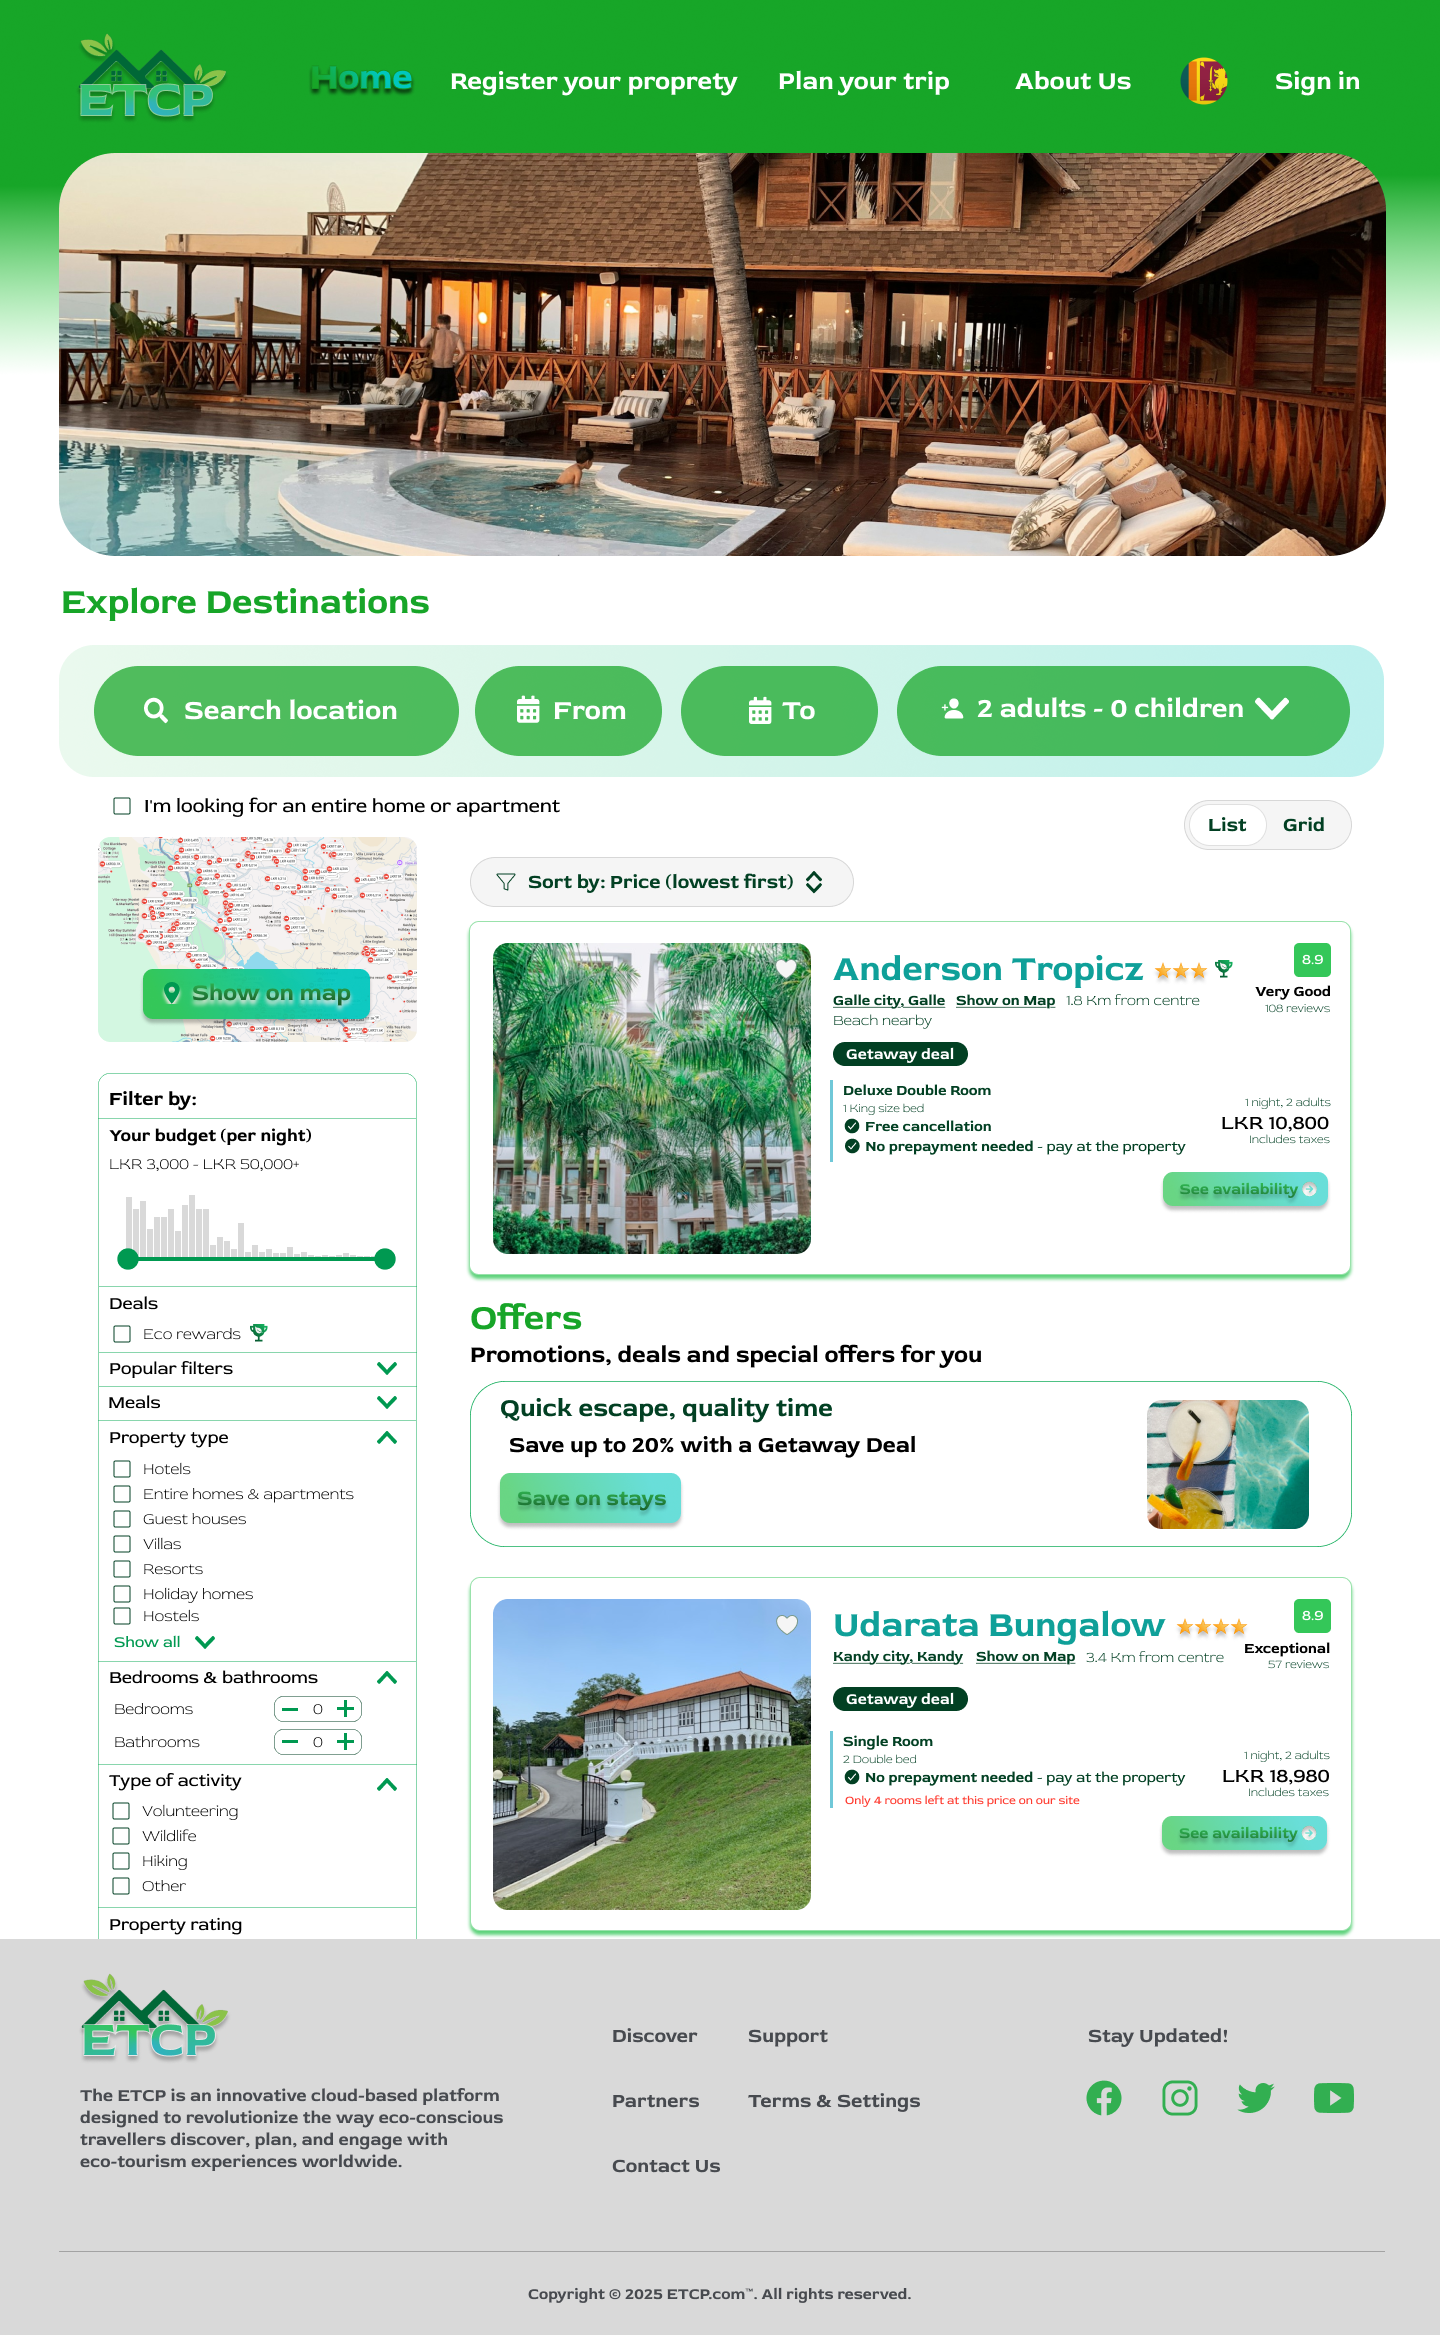 ETCP
Home
Register your proprety
Plan your trip
About Us
Sign in
Explore Destinations
Search location
From
To
2 adults - 0 children
I'm looking for an entire home or apartment
List
Grid
Show on map
Sort by: Price (lowest first)
Filter by:
Your budget (per night)
LKR 3,000 - LKR 50,000+
Deals
Eco rewards
Popular filters
Meals
Property type
Hotels
Entire homes & apartments
Guest houses
Villas
Resorts
Holiday homes
Hostels
Show all
Bedrooms & bathrooms
Bedrooms
0
Bathrooms
0
Type of activity
Volunteering
Wildlife
Hiking
Other
Property rating
Anderson Tropicz
8.9
Very Good
108 reviews
Galle city, Galle Show on Map 1.8 Km from centre
Beach nearby
Getaway deal
Deluxe Double Room
1 King size bed
Free cancellation
No prepayment needed - pay at the property
1 night, 2 adults
LKR 10,800
Includes taxes
See availability
Offers
Promotions, deals and special offers for you
Quick escape, quality time
Save up to 20% with a Getaway Deal
Save on stays
Udarata Bungalow
8.9
Exceptional
57 reviews
Kandy city, Kandy Show on Map 3.4 Km from centre
Getaway deal
Single Room
2 Double bed
No prepayment needed - pay at the property
Only 4 rooms left at this price on our site
1 night, 2 adults
LKR 18,980
Includes taxes
See availability
ETCP
The ETCP is an innovative cloud-based platform
designed to revolutionize the way eco-conscious
travellers discover, plan, and engage with
eco-tourism experiences worldwide.
Discover
Support
Partners
Terms & Settings
Contact Us
Stay Updated!
Copyright © 2025 ETCP.com™. All rights reserved.